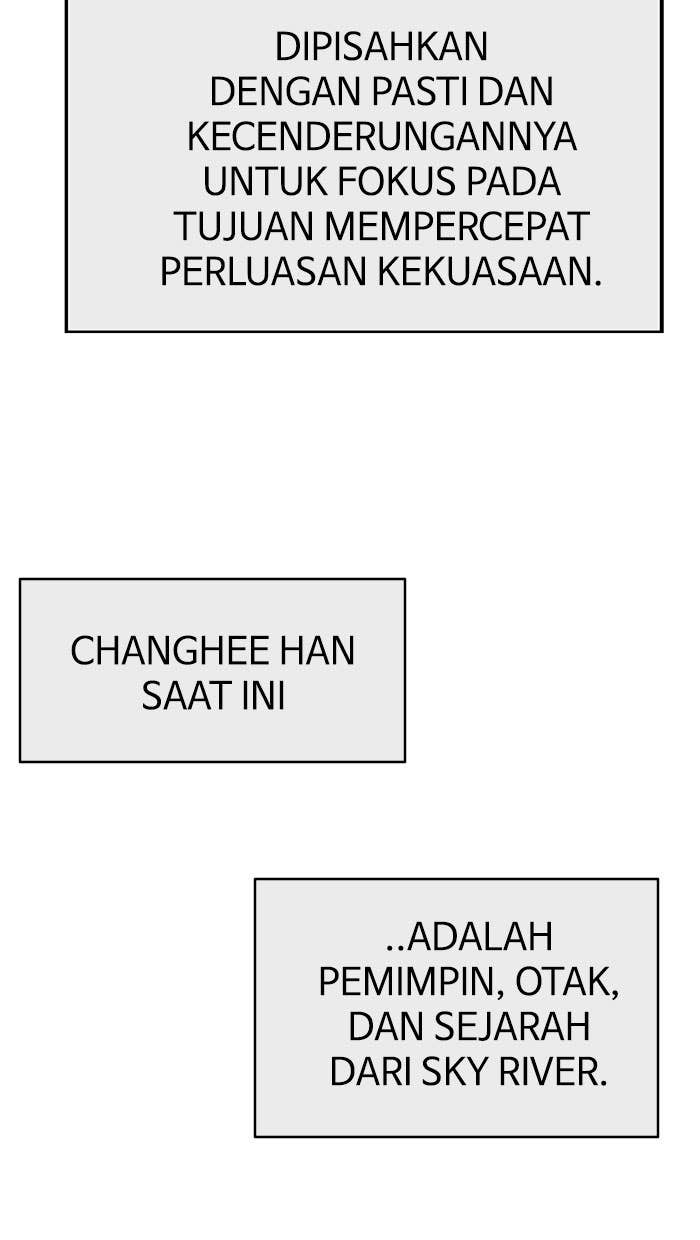 DIPISAHKAN
DENGAN PASTI DAN
KECENDERUNGANNYA
UNTUK FOKUS PADA
TUJUAN MEMPERCEPAT
PERLUASAN KEKUASAAN.
CHANGHEE HAN
SAAT INI
..ADALAH
PEMIMPIN, OTAK,
DAN SEJARAH
DARI SKY RIVER.